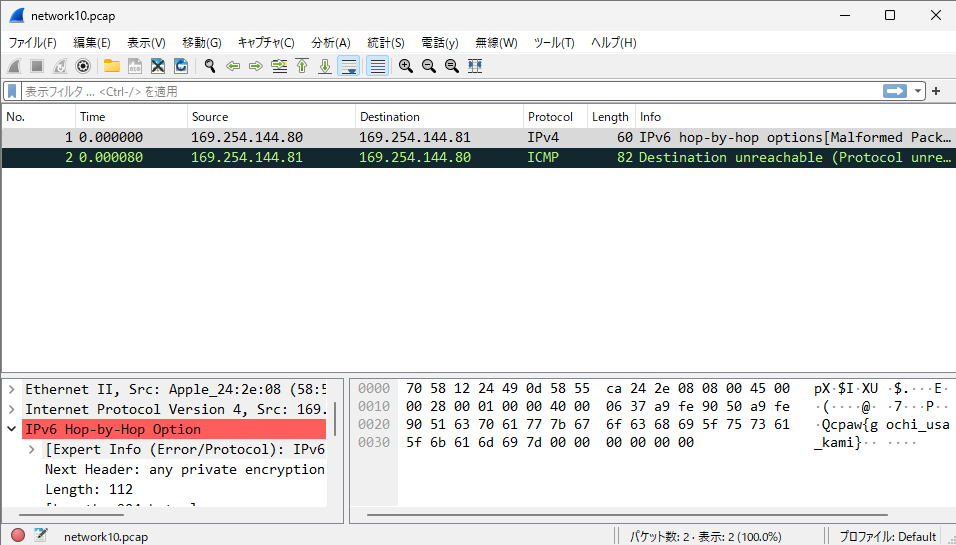 network10.pcap
ファイル(F) 編集(E) 表示(V) 移動(G) キャプチャ(C) 分析(A) 統計(S) 電話(y) 無線(W) ツール(T) ヘルプ(H)
表示フィルタ ... <Ctrl-/> を適用
No. Time Source Destination Protocol Length Info
1 0.000000 169.254.144.80 169.254.144.81 IPv4 60 IPv6 hop-by-hop options[Malformed Pack…
2 0.000080 169.254.144.81 169.254.144.80 ICMP 82 Destination unreachable (Protocol unre…
Ethernet II, Src: Apple_24:2e:08 (58:5
Internet Protocol Version 4, Src: 169.
IPv6 Hop-by-Hop Option
[Expert Info (Error/Protocol): IPv6
Next Header: any private encryption
Length: 112
0000 70 58 12 24 49 0d 58 55 ca 24 2e 08 08 00 45 00 pX·$I·XU ·$.···E·
0010 00 28 00 01 00 00 40 00 06 37 a9 fe 90 50 a9 fe ·(····@· ·7···P··
0020 90 51 63 70 61 77 7b 67 6f 63 68 69 5f 75 73 61 ·Qcpaw{g ochi_usa
0030 5f 6b 61 6d 69 7d 00 00 00 00 00 00 _kami}·· ····
network10.pcap パケット数: 2 · 表示: 2 (100.0%) プロファイル: Default